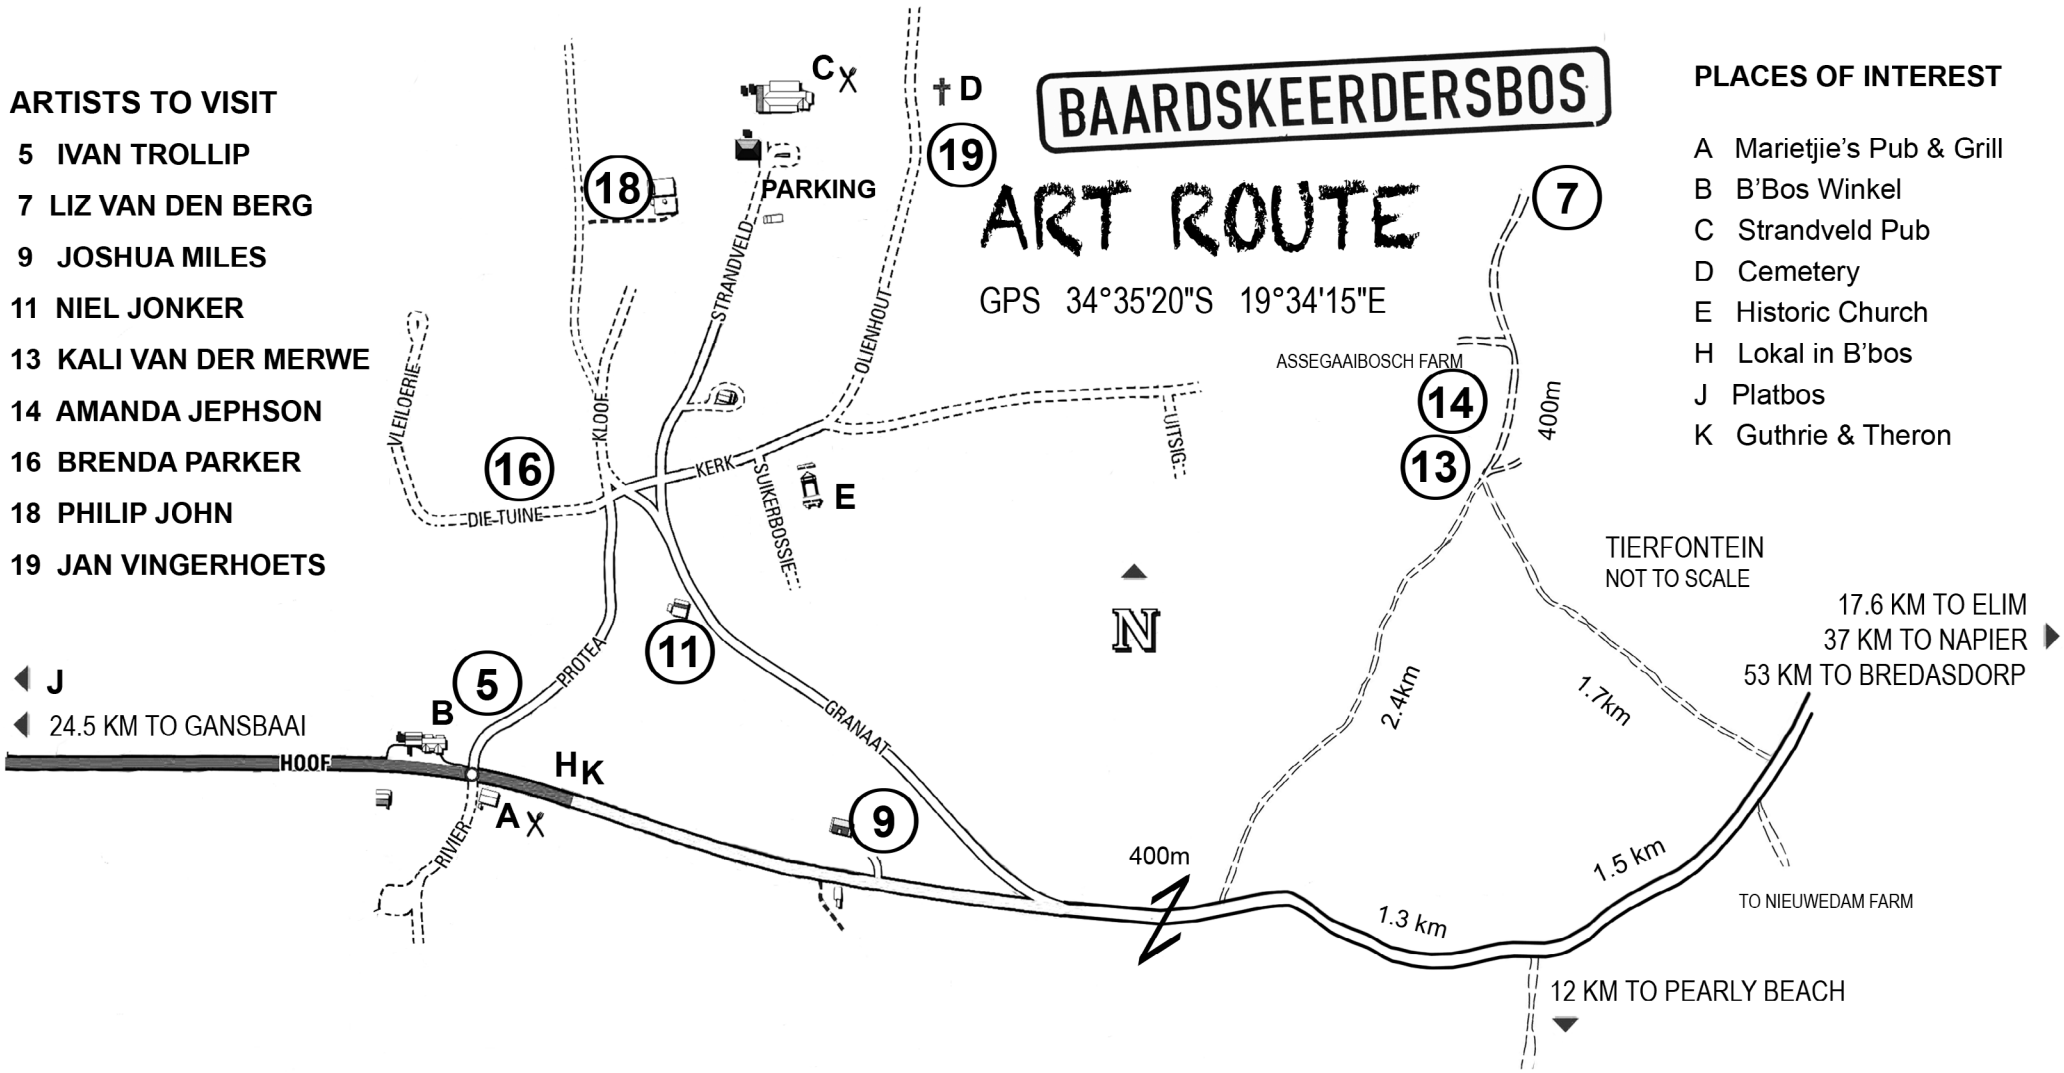 ARTISTS TO VISIT
5 IVAN TROLLIP
7 LIZ VAN DEN BERG
9 JOSHUA MILES
11 NIEL JONKER
13 KALI VAN DER MERWE
14 AMANDA JEPHSON
16 BRENDA PARKER
18 PHILIP JOHN
19 JAN VINGERHOETS
BAARDSKEERDERSBOS
ART ROUTE
GPS 34°35'20"S 19°34'15"E
PLACES OF INTEREST
A Marietjie's Pub & Grill
B B'Bos Winkel
C Strandveld Pub
D Cemetery
E Historic Church
H Lokal in B'bos
J Platbos
K Guthrie & Theron
C
D
19
18
PARKING
7
STRANDVELD
OLIENHOUT
VLEILOERIE
KLOOF
ASSEGAAIBOSCH FARM
14
400m
13
16
KERK
UITSIG
SUIKERBOSSIE
E
DIE TUINE
N
TIERFONTEIN
NOT TO SCALE
17.6 KM TO ELIM
37 KM TO NAPIER
53 KM TO BREDASDORP
11
PROTEA
5
J
24.5 KM TO GANSBAAI
B
GRANAAT
2.4km
1.7km
HOOF
H K
A
RIVIER
9
400m
1.5 km
1.3 km
TO NIEUWEDAM FARM
12 KM TO PEARLY BEACH